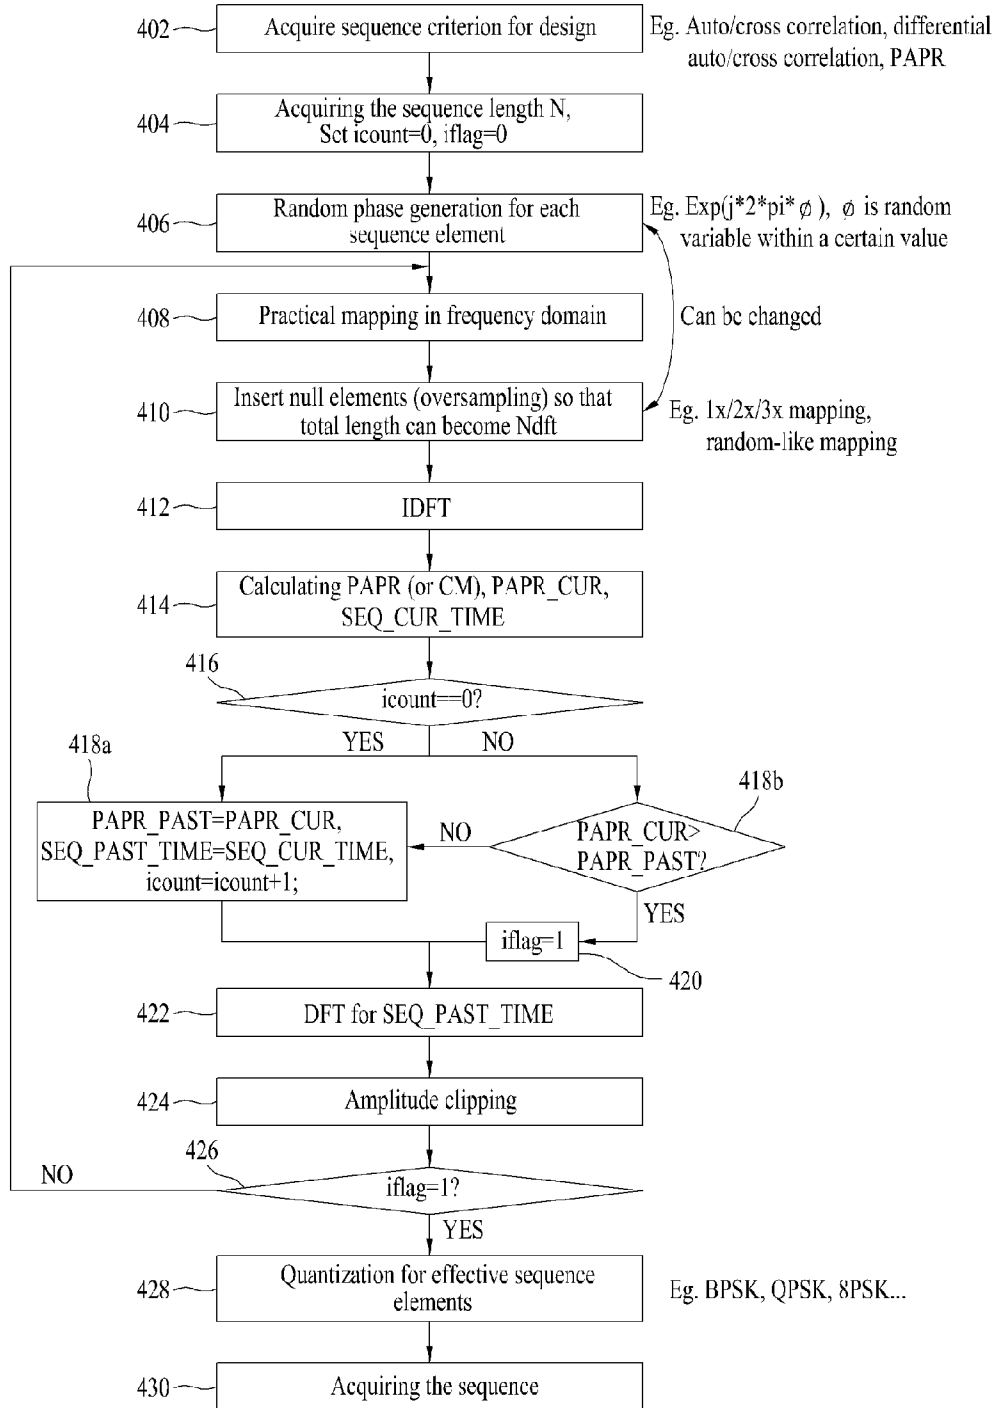 402
Acquire sequence criterion for design
Eg. Auto/cross correlation, differential
auto/cross correlation, PAPR
404
Acquiring the sequence length N,
Set icount=0, iflag=0
406
Random phase generation for each
sequence element
Eg. Exp(j*2*pi*ϕ), ϕ is random
variable within a certain value
408
Practical mapping in frequency domain
Can be changed
410
Insert null elements (oversampling) so that
total length can become Ndft
Eg. 1x/2x/3x mapping,
random-like mapping
412
IDFT
414
Calculating PAPR (or CM), PAPR_CUR,
SEQ_CUR_TIME
416
icount==0?
YES
NO
418a
PAPR_PAST=PAPR_CUR,
SEQ_PAST_TIME=SEQ_CUR_TIME,
icount=icount+1;
NO
418b
PAPR_CUR>
PAPR_PAST?
YES
iflag=1
420
422
DFT for SEQ_PAST_TIME
424
Amplitude clipping
426
NO
iflag=1?
YES
428
Quantization for effective sequence
elements
Eg. BPSK, QPSK, 8PSK...
430
Acquiring the sequence